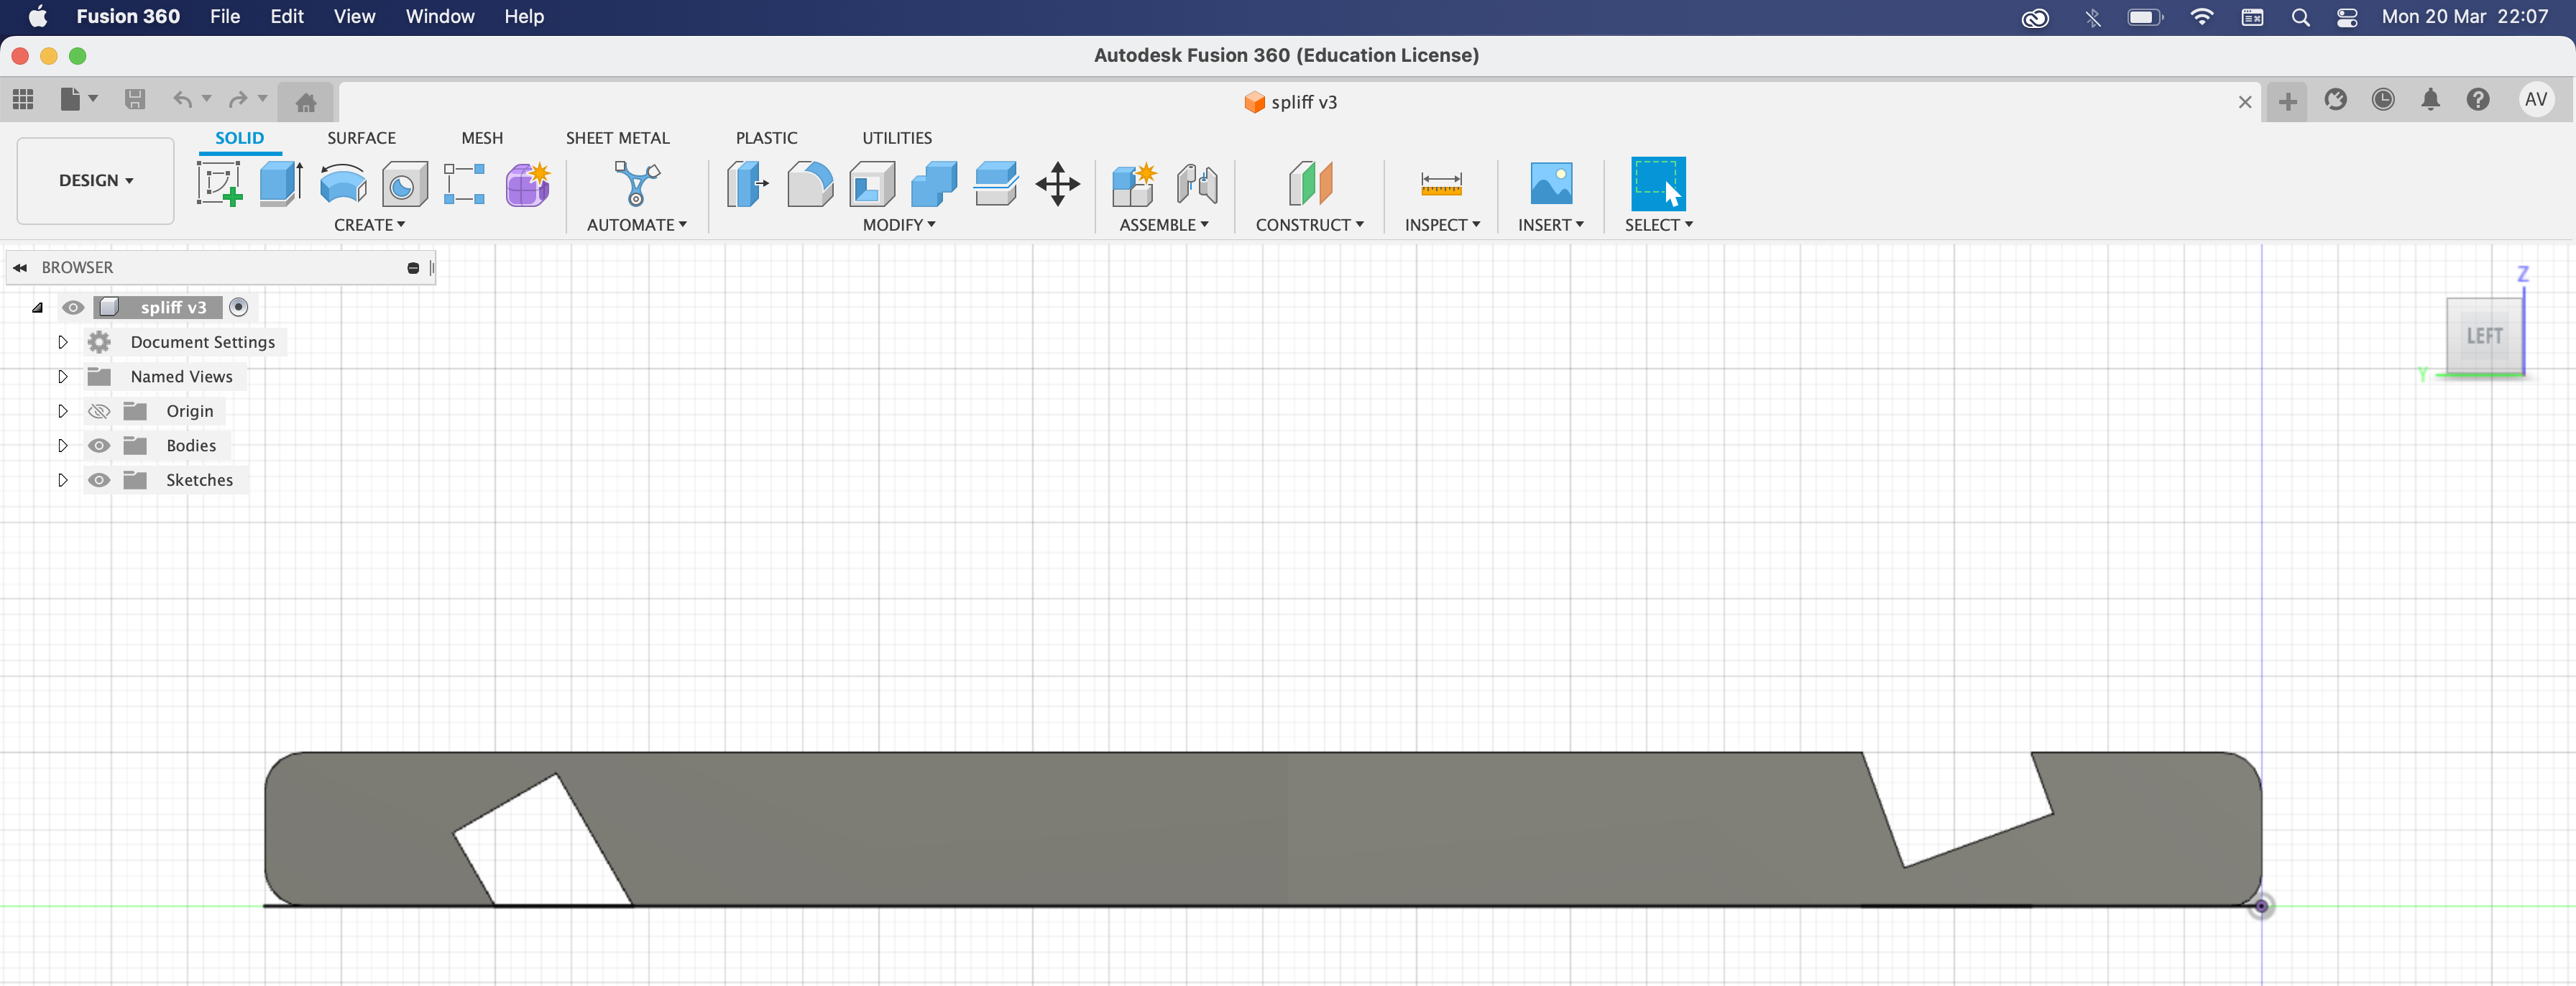 Fusion 360 File Edit View Window Help Mon 20 Mar 22:07
Autodesk Fusion 360 (Education License)
spliff v3
AV
SOLID SURFACE MESH SHEET METAL PLASTIC UTILITIES
DESIGN
CREATE AUTOMATE MODIFY ASSEMBLE CONSTRUCT INSPECT INSERT SELECT
BROWSER
spliff v3
Document Settings
Named Views
Origin
Bodies
Sketches
Z
LEFT
Y